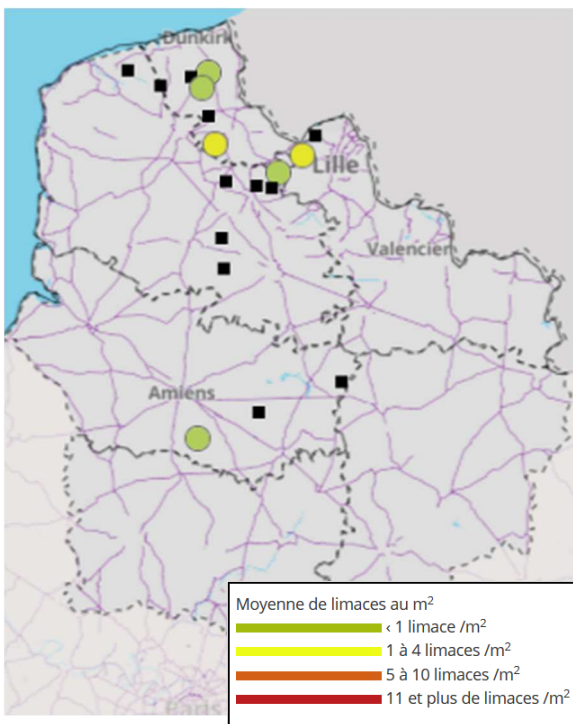 Dunkirk
Lille
Valencien
Amiens
Moyenne de limaces au m²
< 1 limace /m²
1 à 4 limaces /m²
5 à 10 limaces /m²
11 et plus de limaces /m²
Paris